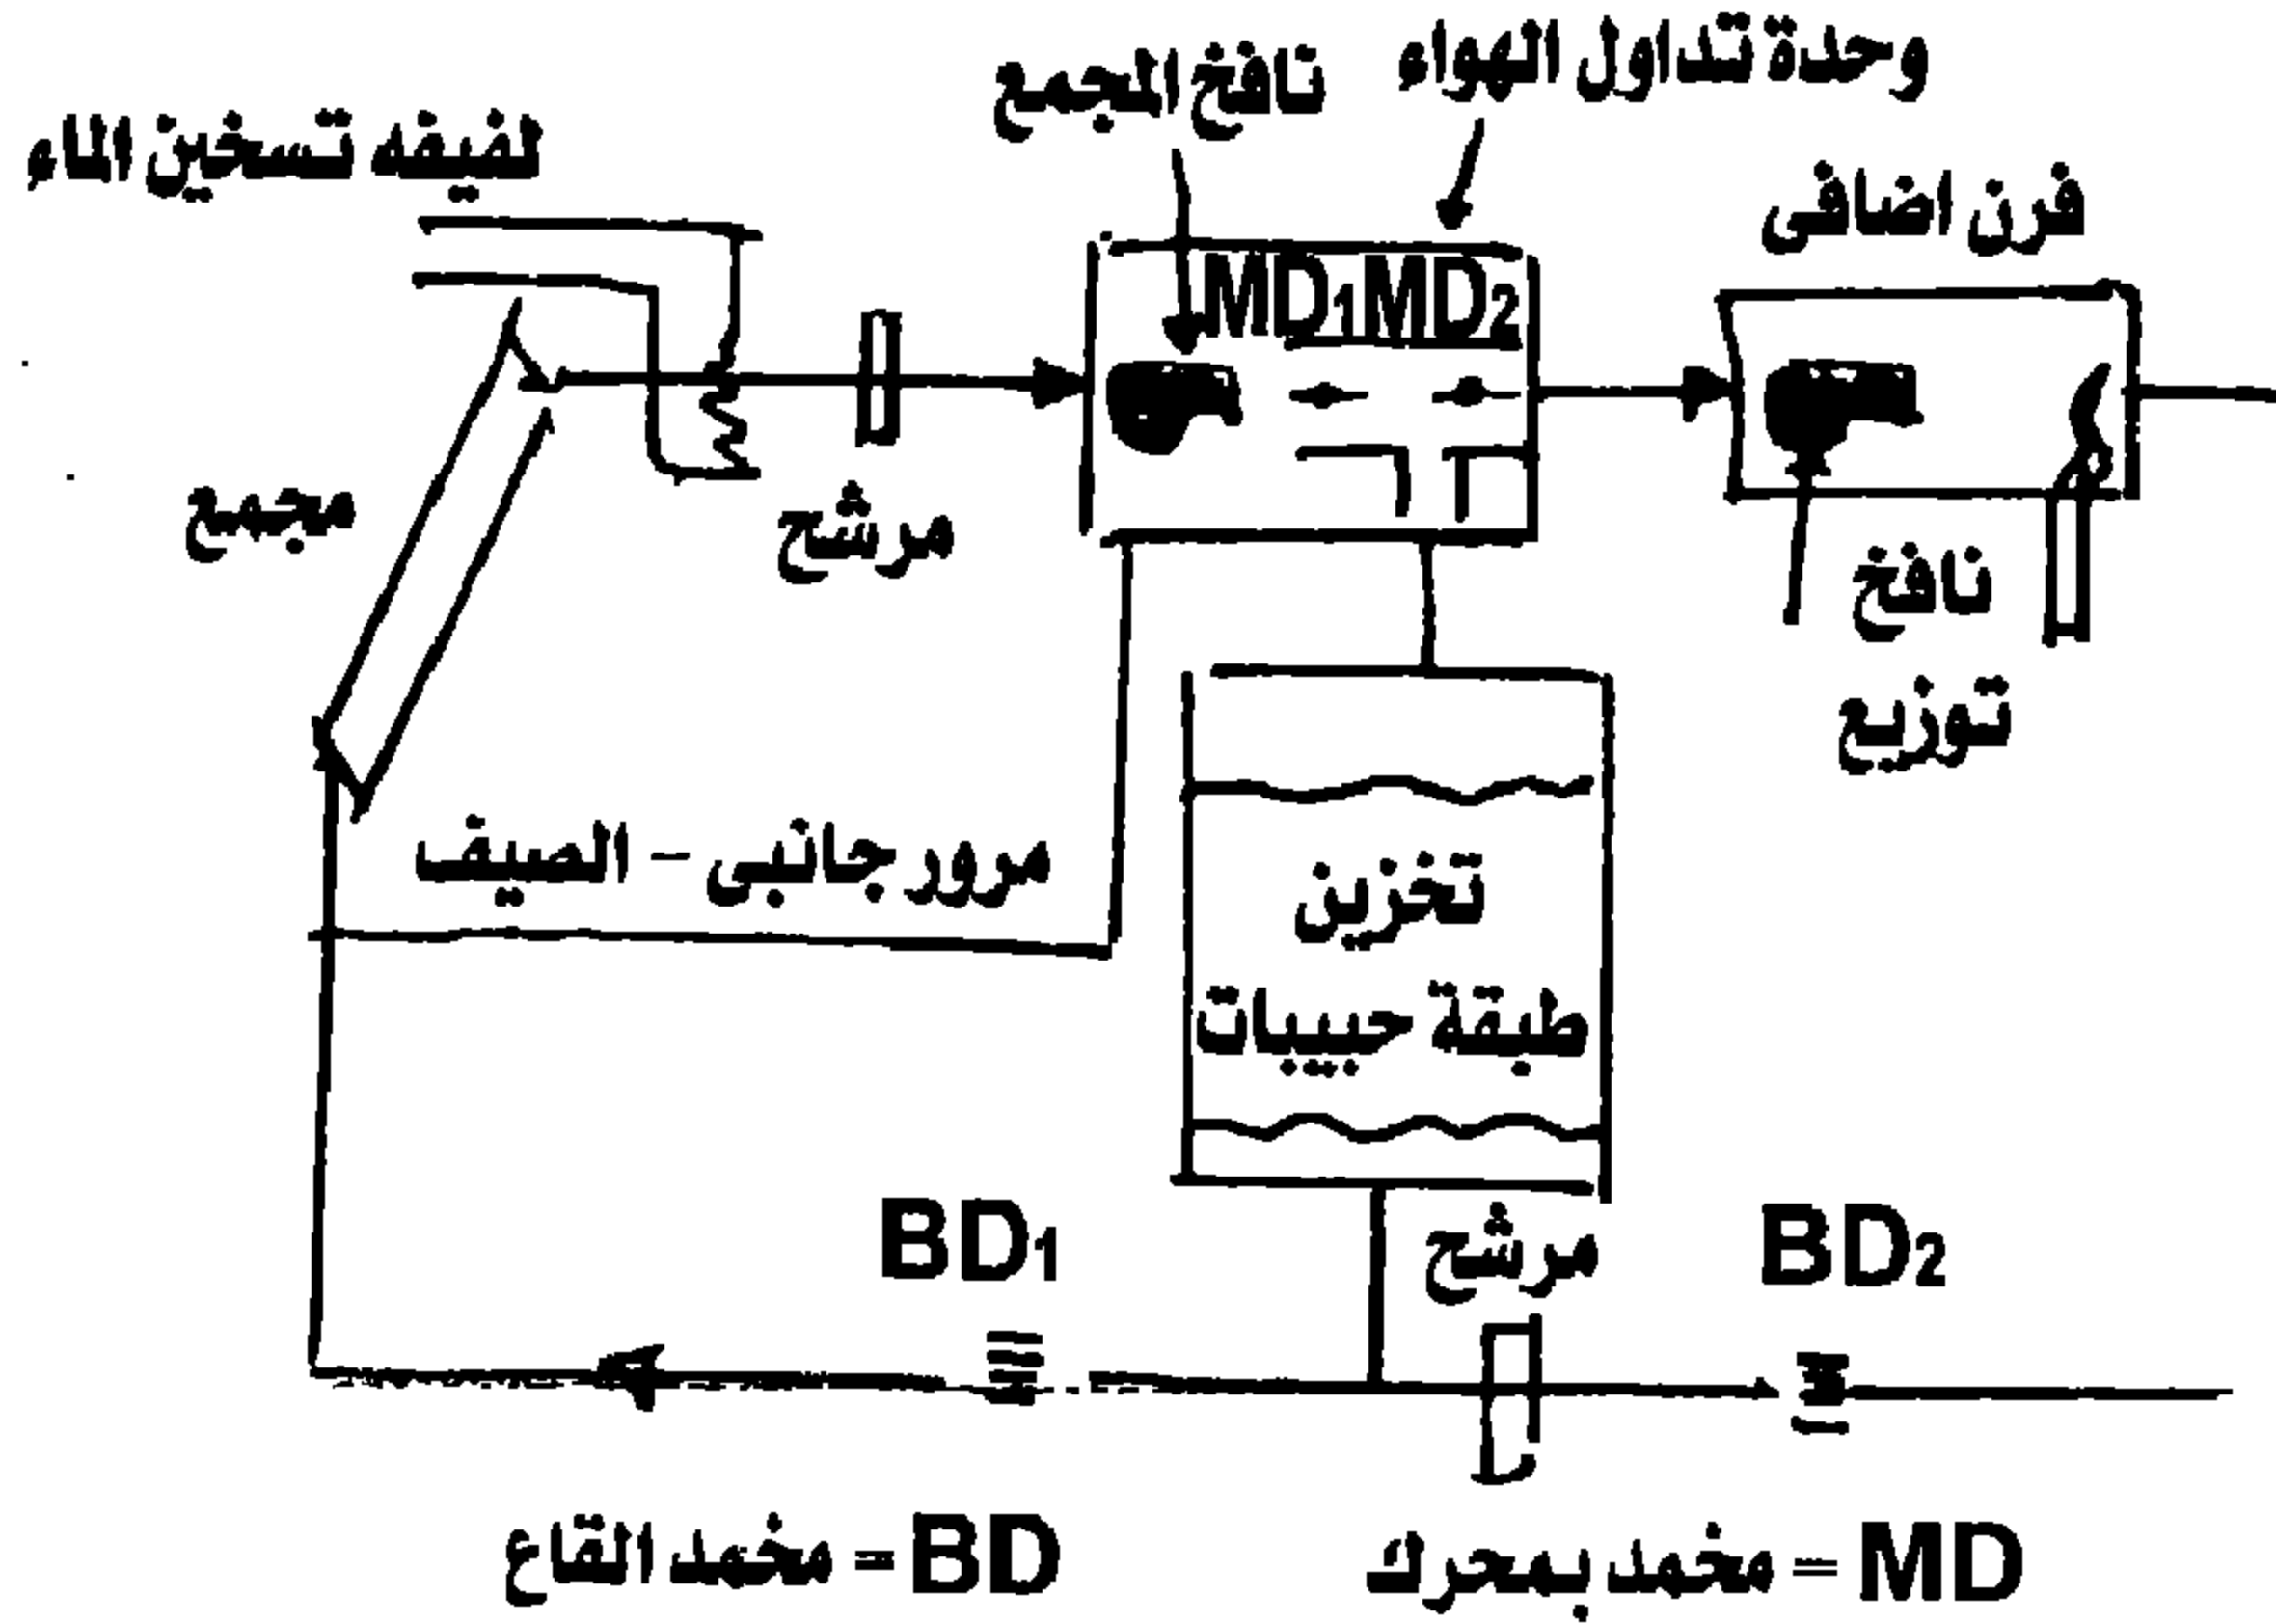 وحدة تداول الهواء
نافخ المجمع
لفيفه تسخين الماء
فرن اضافى
MD1MD2
مجمع
مرشح
نافخ
توزيع
مرور جانبى - الصيف
تخزين
طبقة حبيبات
BD1
مرشح
BD2
MD = مخمد بمحرك
BD = مخمد القاع